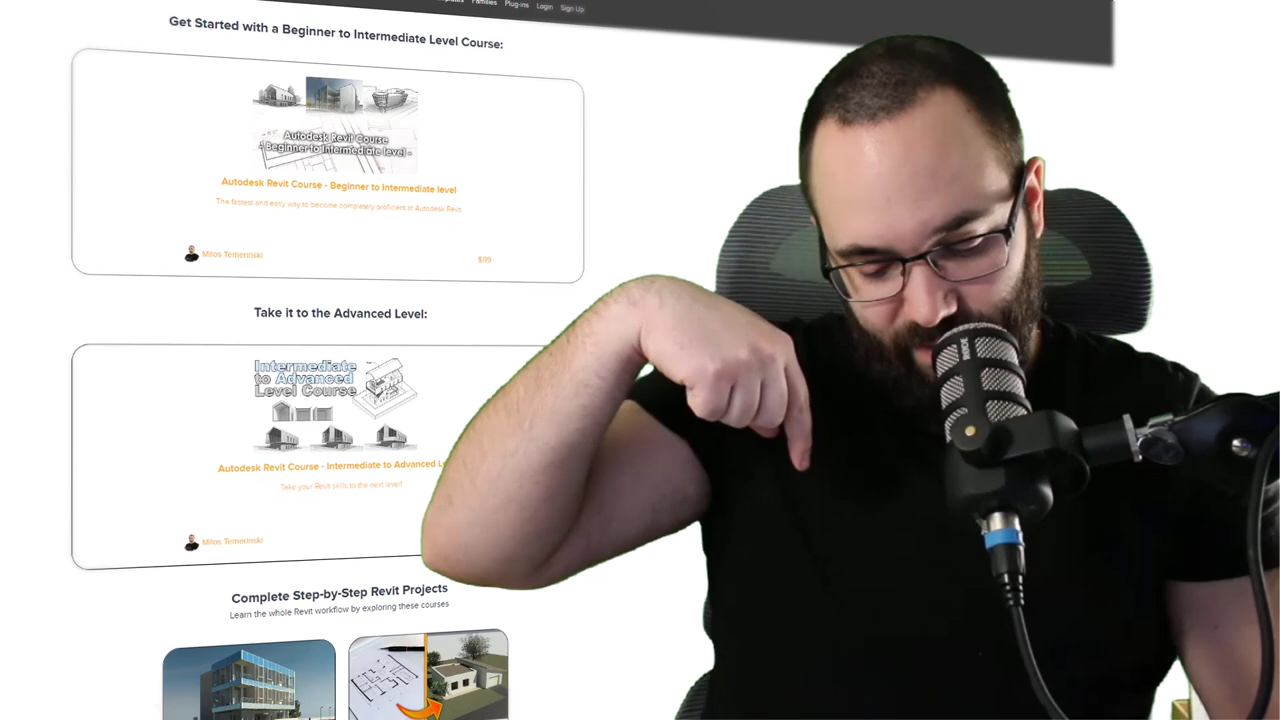 Families Plug-ins Login Sign Up
Get Started with a Beginner to Intermediate Level Course:
Autodesk Revit Course
- Beginner to Intermediate level -
Autodesk Revit Course - Beginner to Intermediate level
The fastest and easy way to become completely proficient at Autodesk Revit
Milos Temerinski
$99
Take it to the Advanced Level:
Intermediate
to Advanced
Level Course
Autodesk Revit Course - Intermediate to Advanced
Take your Revit skills to the next level!
Milos Temerinski
Complete Step-by-Step Revit Projects
Learn the whole Revit workflow by exploring these courses
RODE